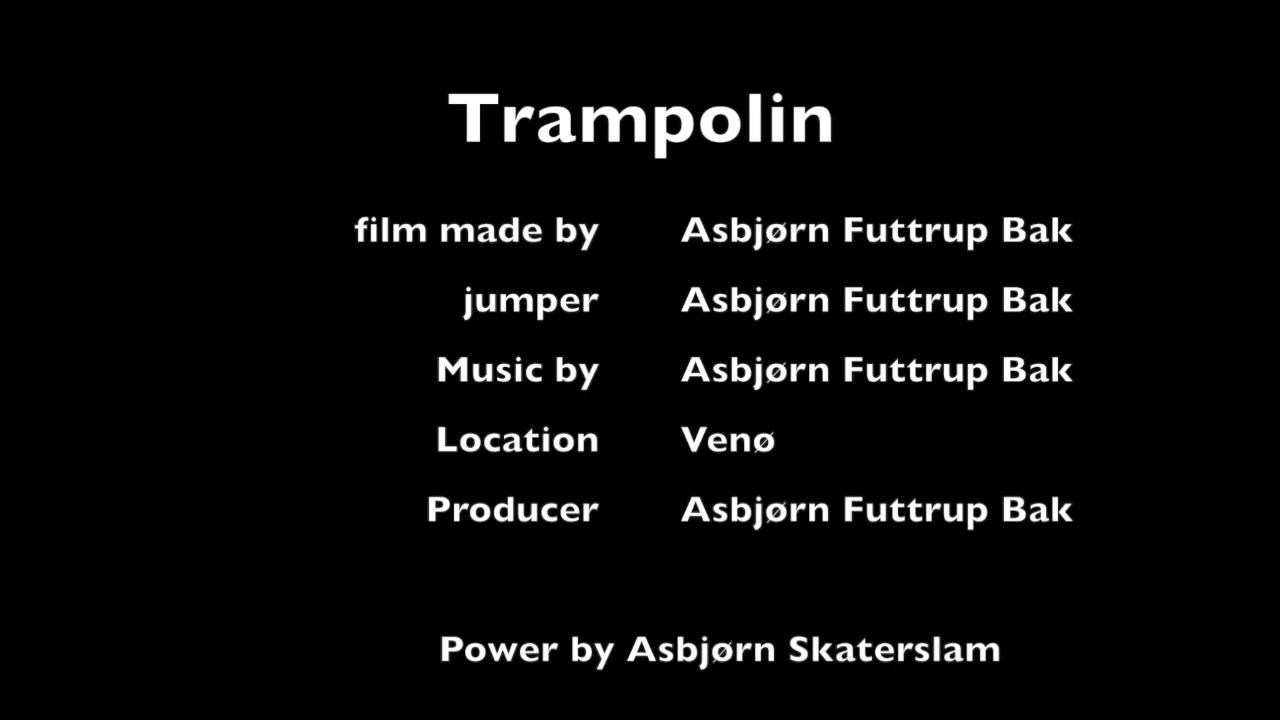 Trampolin
film made by Asbjørn Futtrup Bak
jumper Asbjørn Futtrup Bak
Music by Asbjørn Futtrup Bak
Location Venø
Producer Asbjørn Futtrup Bak
Power by Asbjørn Skaterslam